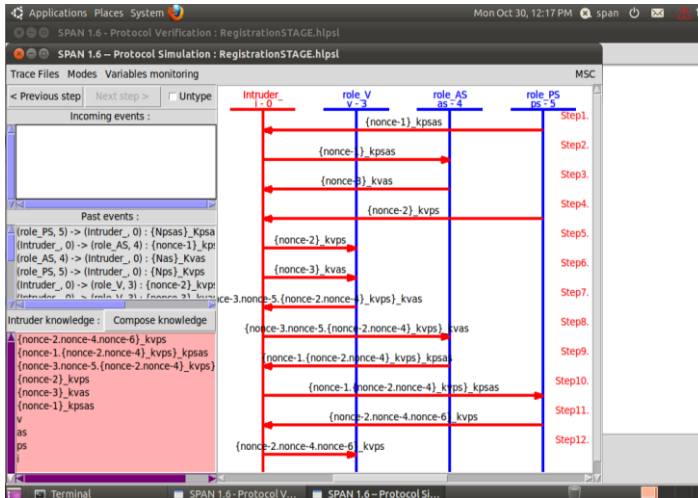 Applications Places System
Mon Oct 30, 12:17 PM span
SPAN 1.6 - Protocol Verification : RegistrationSTAGE.hlpsl
SPAN 1.6 -- Protocol Simulation : RegistrationSTAGE.hlpsl
Trace Files Modes Variables monitoring MSC
< Previous step Next step > Untype
Incoming events :
Past events :
(role_PS, 5) -> (Intruder_, 0) : {Npsas}_Kpsa
(Intruder_, 0) -> (role_AS, 4) : {nonce-1}_kps
(role_AS, 4) -> (Intruder_, 0) : {Nas}_Kvas
(role_PS, 5) -> (Intruder_, 0) : {Nps}_Kvps
(Intruder_, 0) -> (role_V, 3) : {nonce-2}_kvp
Intruder knowledge : Compose knowledge
{nonce-2.nonce-4.nonce-6}_kvps
{nonce-1.{nonce-2.nonce-4}_kvps}_kpsas
{nonce-3.nonce-5.{nonce-2.nonce-4}_kvps}
{nonce-2}_kvps
{nonce-3}_kvas
{nonce-1}_kpsas
v
as
ps
i
Intruder_ role_V role_AS role_PS
i - 0 v - 3 as - 4 ps - 5
Step1.
{nonce-1}_kpsas
Step2.
{nonce-1}_kpsas
Step3.
{nonce-3}_kvas
Step4.
{nonce-2}_kvps
Step5.
{nonce-2}_kvps
Step6.
{nonce-3}_kvas
Step7.
ce-3.nonce-5.{nonce-2.nonce-4}_kvps}_kvas
Step8.
{nonce-3.nonce-5.{nonce-2.nonce-4}_kvps}_kvas
Step9.
{nonce-1.{nonce-2.nonce-4}_kvps}_kpsas
Step10.
{nonce-1.{nonce-2.nonce-4}_kvps}_kpsas
Step11.
{nonce-2.nonce-4.nonce-6}_kvps
Step12.
{nonce-2.nonce-4.nonce-6}_kvps
Terminal SPAN 1.6 - Protocol V... SPAN 1.6 -- Protocol Si...